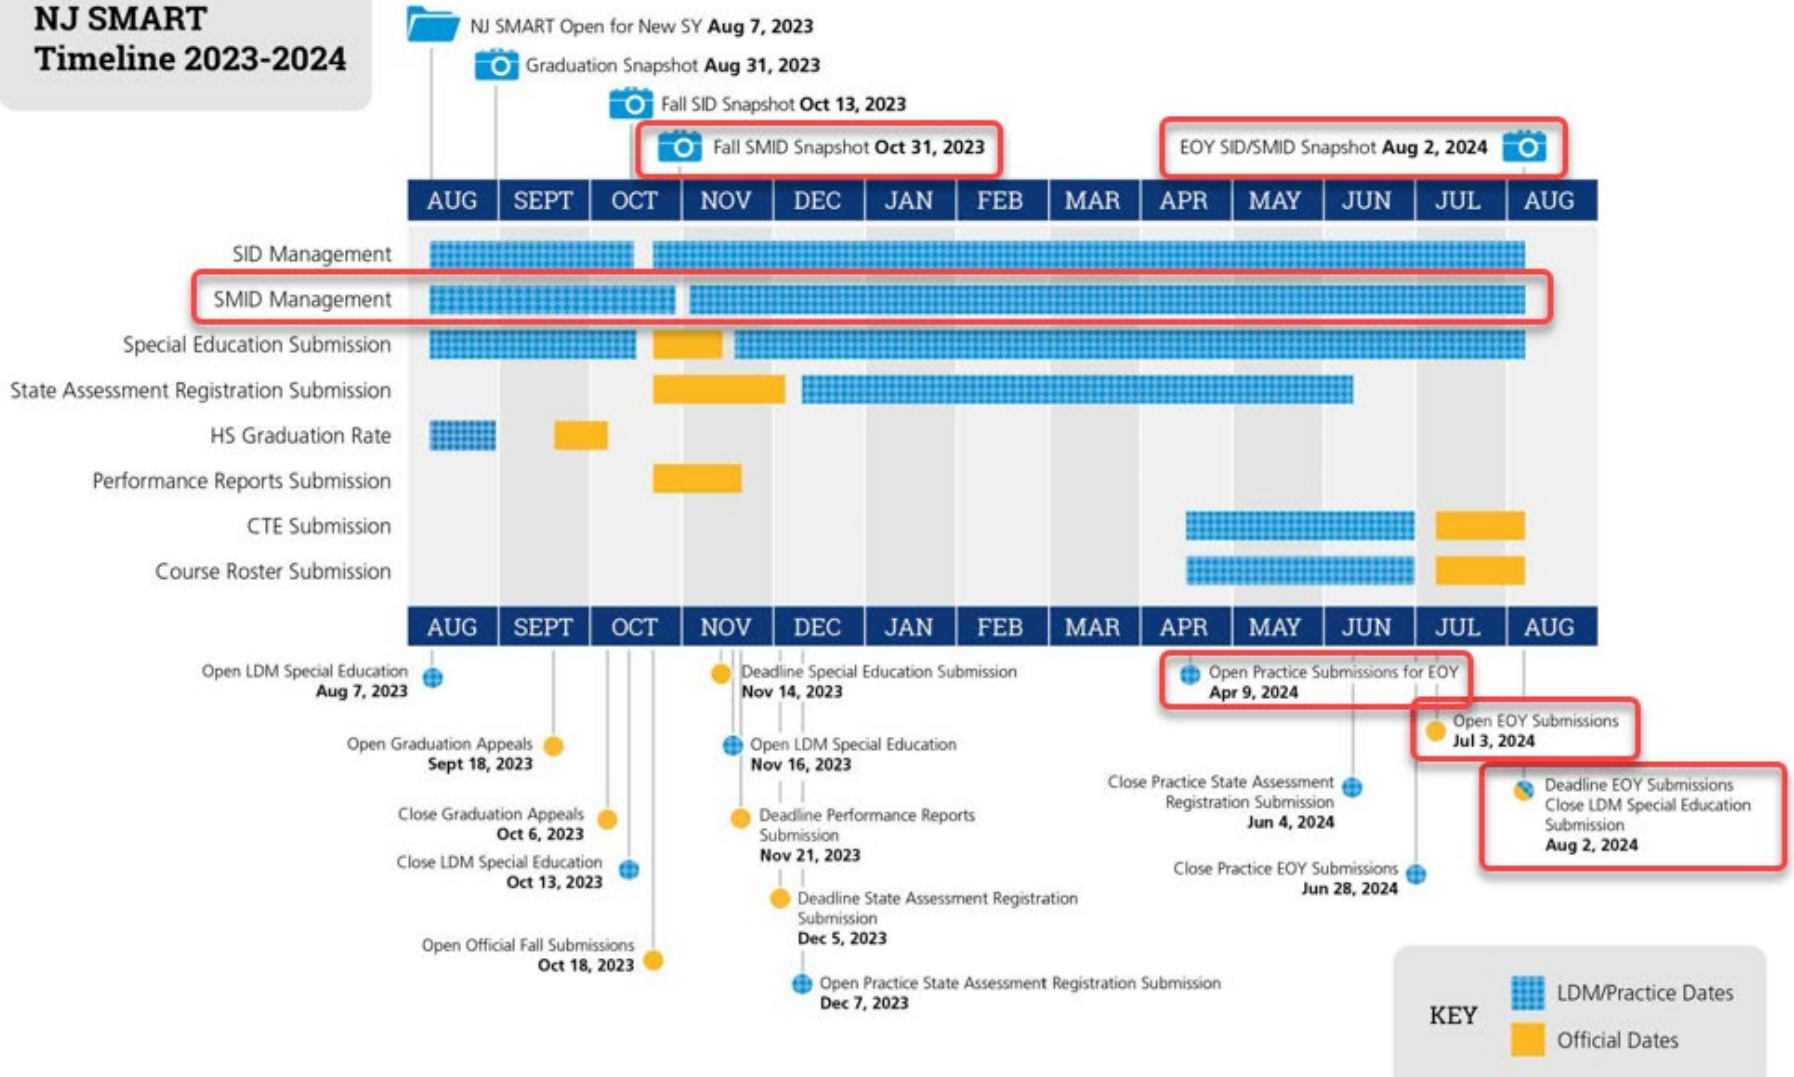 NJ SMART
Timeline 2023-2024
NJ SMART Open for New SY Aug 7, 2023
Graduation Snapshot Aug 31, 2023
Fall SID Snapshot Oct 13, 2023
Fall SMID Snapshot Oct 31, 2023
EOY SID/SMID Snapshot Aug 2, 2024
AUG SEPT OCT NOV DEC JAN FEB MAR APR MAY JUN JUL AUG
SID Management
SMID Management
Special Education Submission
State Assessment Registration Submission
HS Graduation Rate
Performance Reports Submission
CTE Submission
Course Roster Submission
AUG SEPT OCT NOV DEC JAN FEB MAR APR MAY JUN JUL AUG
Open LDM Special Education
Aug 7, 2023
Open Graduation Appeals
Sept 18, 2023
Close Graduation Appeals
Oct 6, 2023
Close LDM Special Education
Oct 13, 2023
Open Official Fall Submissions
Oct 18, 2023
Deadline Special Education Submission
Nov 14, 2023
Open LDM Special Education
Nov 16, 2023
Deadline Performance Reports
Submission
Nov 21, 2023
Deadline State Assessment Registration
Submission
Dec 5, 2023
Open Practice State Assessment Registration Submission
Dec 7, 2023
Open Practice Submissions for EOY
Apr 9, 2024
Close Practice State Assessment
Registration Submission
Jun 4, 2024
Close Practice EOY Submissions
Jun 28, 2024
Open EOY Submissions
Jul 3, 2024
Deadline EOY Submissions
Close LDM Special Education
Submission
Aug 2, 2024
KEY
LDM/Practice Dates
Official Dates